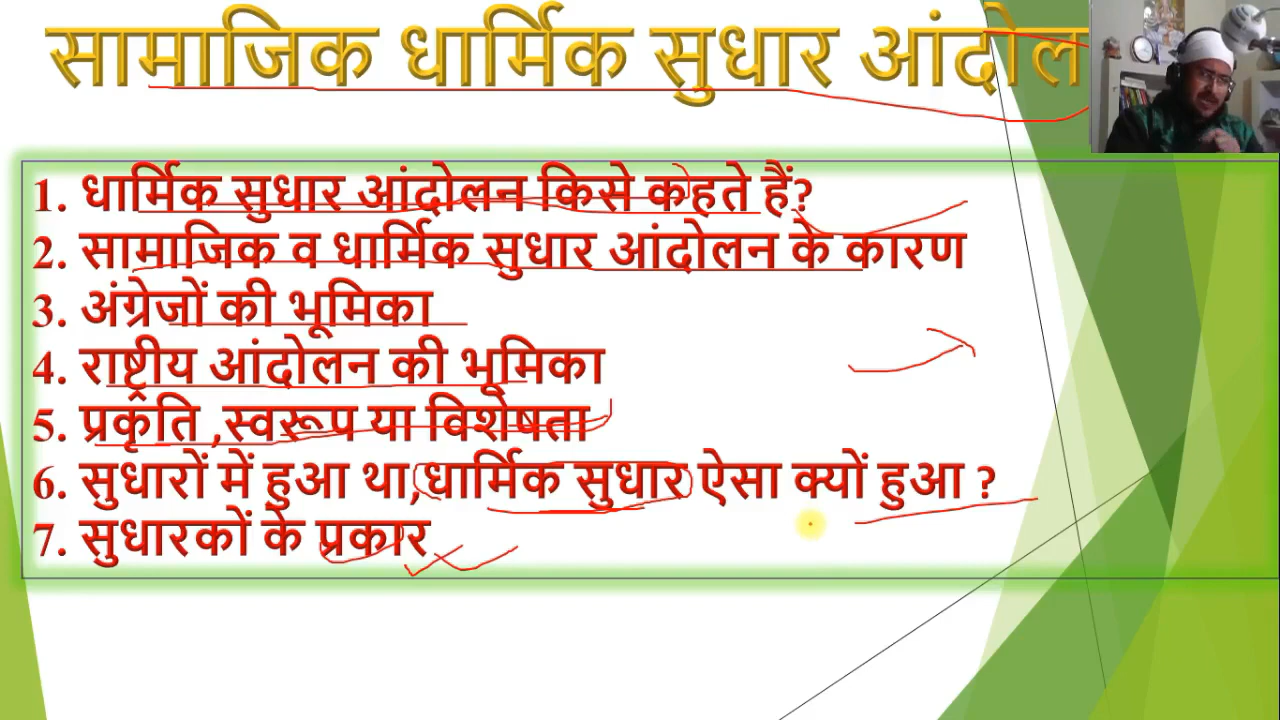 सामाजिक धार्मिक सुधार आंदोल
1. धार्मिक सुधार आंदोलन किसे कहते हैं?
2. सामाजिक व धार्मिक सुधार आंदोलन के कारण
3. अंग्रेजों की भूमिका
4. राष्ट्रीय आंदोलन की भूमिका
5. प्रकृति ,स्वरूप या विशेषता
6. सुधारों में हुआ था,धार्मिक सुधार ऐसा क्यों हुआ ?
7. सुधारकों के प्रकार